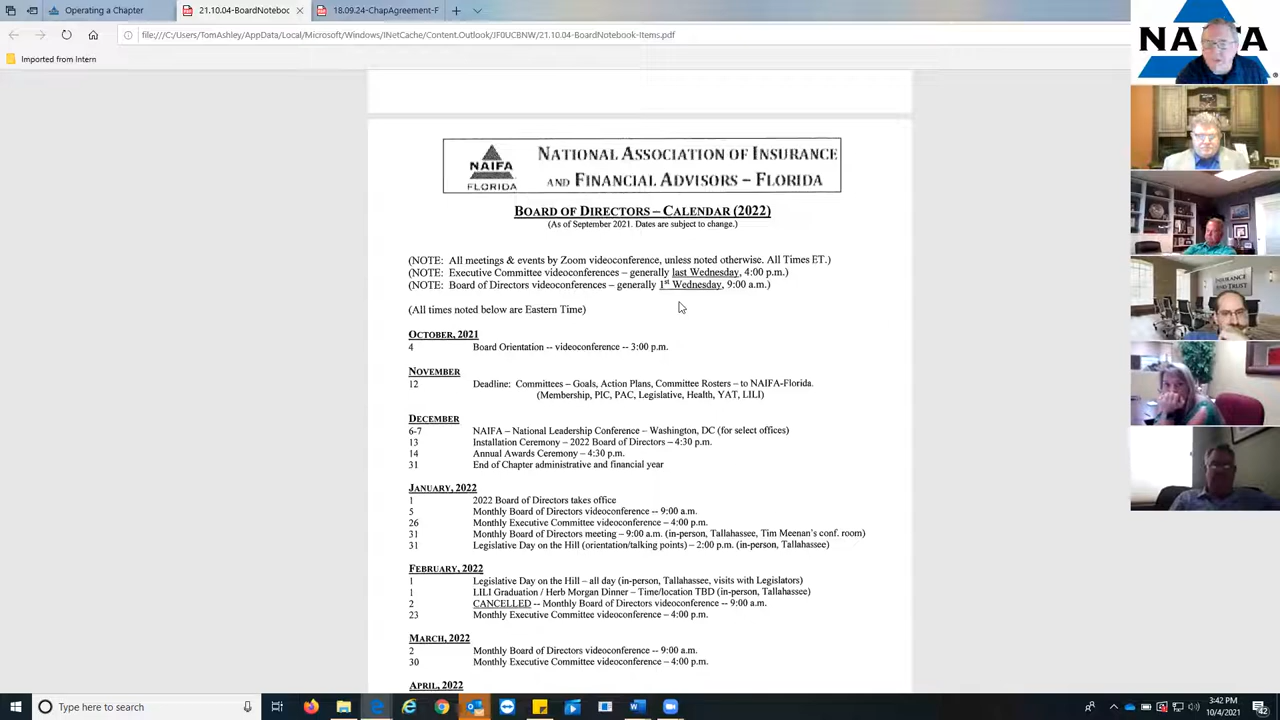 Operating a Chapter
21.10.04-BoardNotebo
18.09.24-ChapAgreement-F
file:///C:/Users/TomAshley/AppData/Local/Microsoft/Windows/INetCache/Content.Outlook/JF0UCBNW/21.10.04-BoardNotebook-Items.pdf
Imported from Intern
NAIFA
NAIFA
FLORIDA
NATIONAL ASSOCIATION OF INSURANCE
AND FINANCIAL ADVISORS – FLORIDA
BOARD OF DIRECTORS – CALENDAR (2022)
(As of September 2021. Dates are subject to change.)
(NOTE: All meetings & events by Zoom videoconference, unless noted otherwise. All Times ET.)
(NOTE: Executive Committee videoconferences – generally last Wednesday, 4:00 p.m.)
(NOTE: Board of Directors videoconferences – generally 1st Wednesday, 9:00 a.m.)
(All times noted below are Eastern Time)
OCTOBER, 2021
4 Board Orientation -- videoconference -- 3:00 p.m.
NOVEMBER
12 Deadline: Committees – Goals, Action Plans, Committee Rosters – to NAIFA-Florida.
(Membership, PIC, PAC, Legislative, Health, YAT, LILI)
DECEMBER
6-7 NAIFA – National Leadership Conference – Washington, DC (for select offices)
13 Installation Ceremony – 2022 Board of Directors – 4:30 p.m.
14 Annual Awards Ceremony – 4:30 p.m.
31 End of Chapter administrative and financial year
JANUARY, 2022
1 2022 Board of Directors takes office
5 Monthly Board of Directors videoconference -- 9:00 a.m.
26 Monthly Executive Committee videoconference – 4:00 p.m.
31 Monthly Board of Directors meeting – 9:00 a.m. (in-person, Tallahassee, Tim Meenan's conf. room)
31 Legislative Day on the Hill (orientation/talking points) – 2:00 p.m. (in-person, Tallahassee)
FEBRUARY, 2022
1 Legislative Day on the Hill – all day (in-person, Tallahassee, visits with Legislators)
1 LILI Graduation / Herb Morgan Dinner – Time/location TBD (in-person, Tallahassee)
2 CANCELLED -- Monthly Board of Directors videoconference -- 9:00 a.m.
23 Monthly Executive Committee videoconference – 4:00 p.m.
MARCH, 2022
2 Monthly Board of Directors videoconference -- 9:00 a.m.
30 Monthly Executive Committee videoconference – 4:00 p.m.
APRIL, 2022
INSURANCE
AND TRUST
Type here to search
3:42 PM
10/4/2021
42